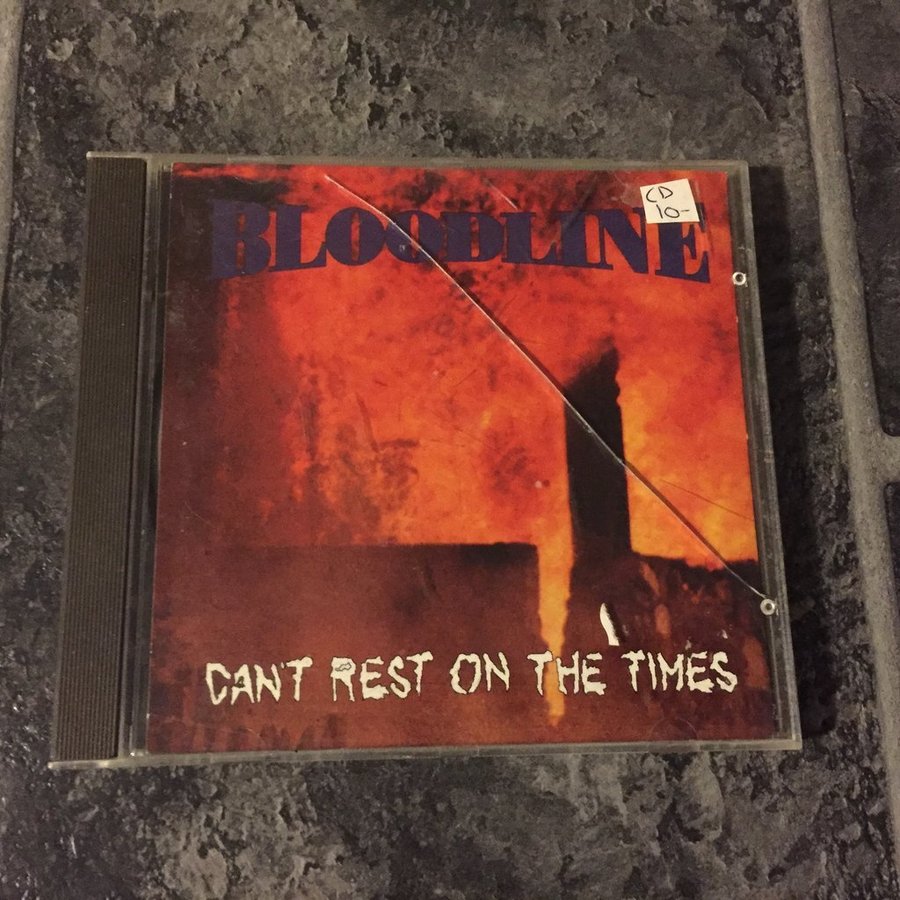 CD
10-
BLOODLINE
CAN'T REST ON THE TIMES